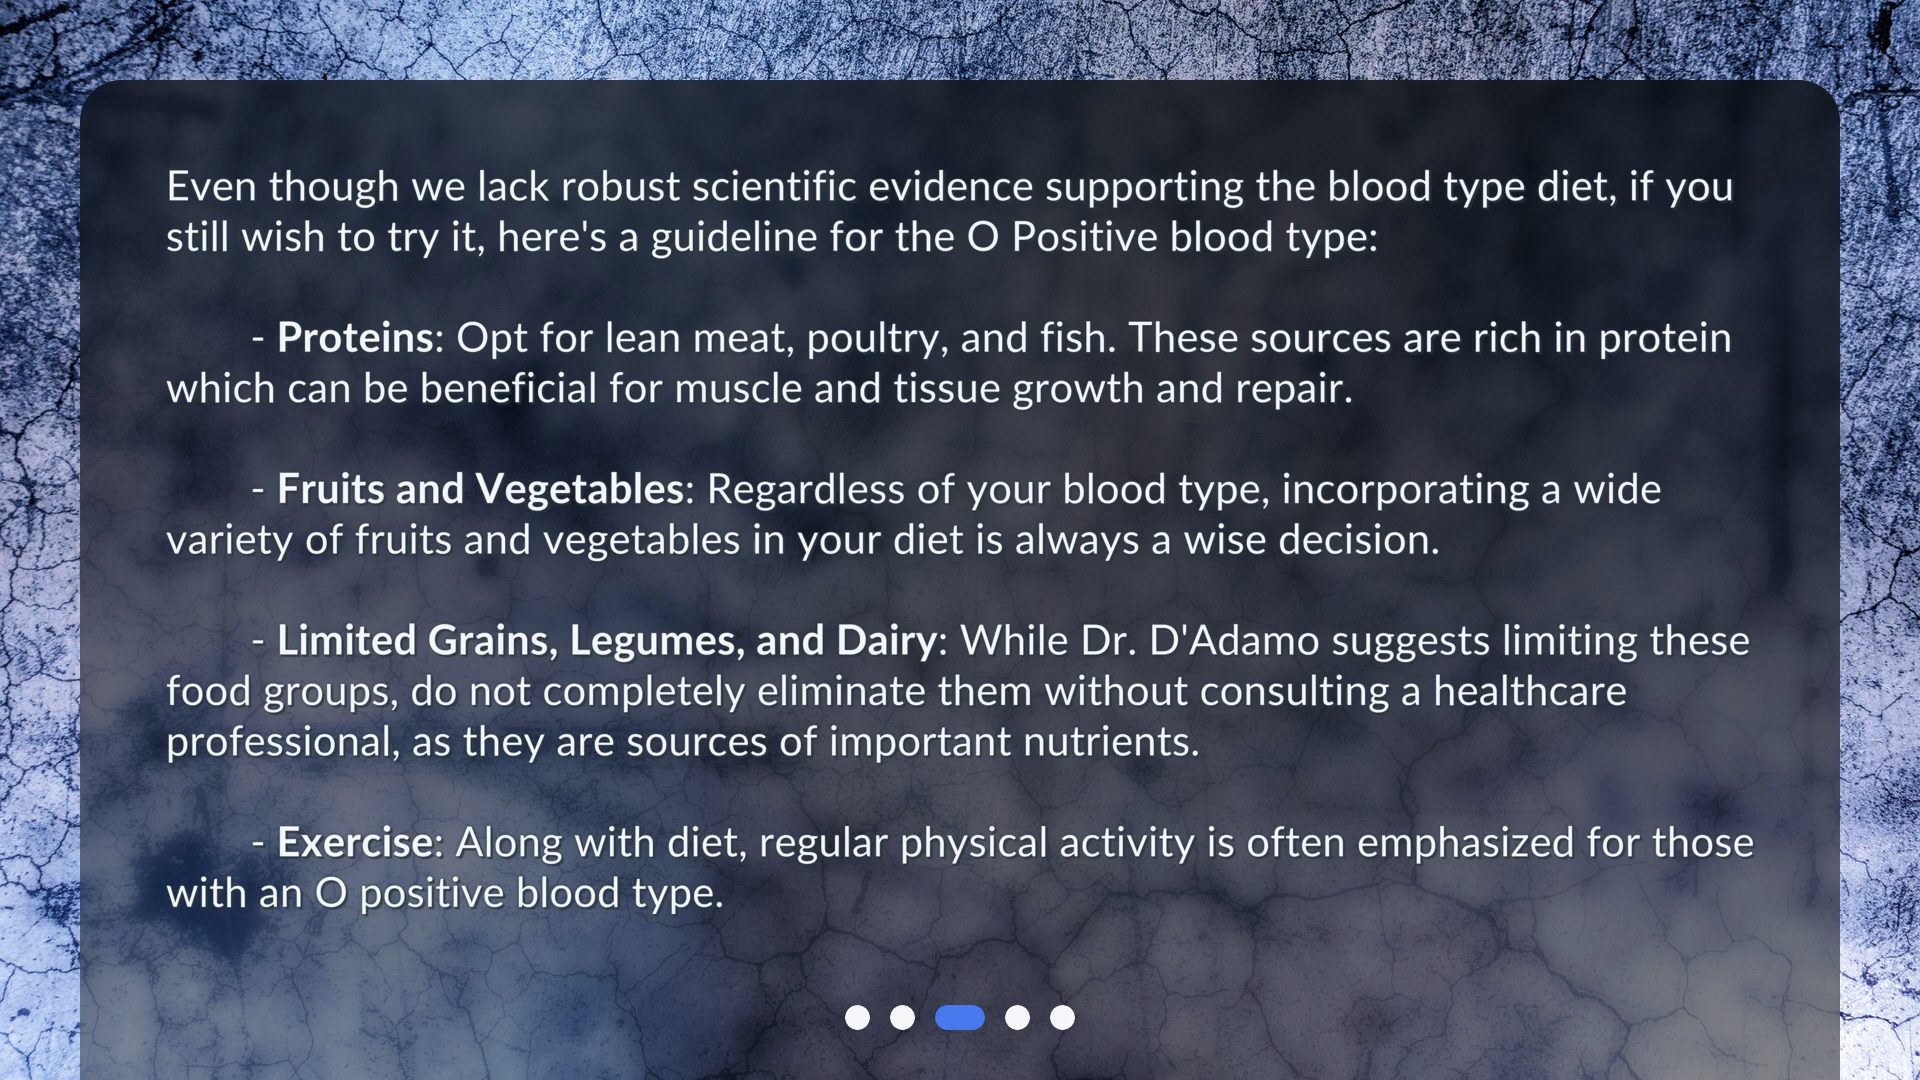 Even though we lack robust scientific evidence supporting the blood type diet, if you
still wish to try it, here's a guideline for the O Positive blood type:
- Proteins: Opt for lean meat, poultry, and fish. These sources are rich in protein
which can be beneficial for muscle and tissue growth and repair.
- Fruits and Vegetables: Regardless of your blood type, incorporating a wide
variety of fruits and vegetables in your diet is always a wise decision.
- Limited Grains, Legumes, and Dairy: While Dr. D'Adamo suggests limiting these
food groups, do not completely eliminate them without consulting a healthcare
professional, as they are sources of important nutrients.
- Exercise: Along with diet, regular physical activity is often emphasized for those
with an O positive blood type.